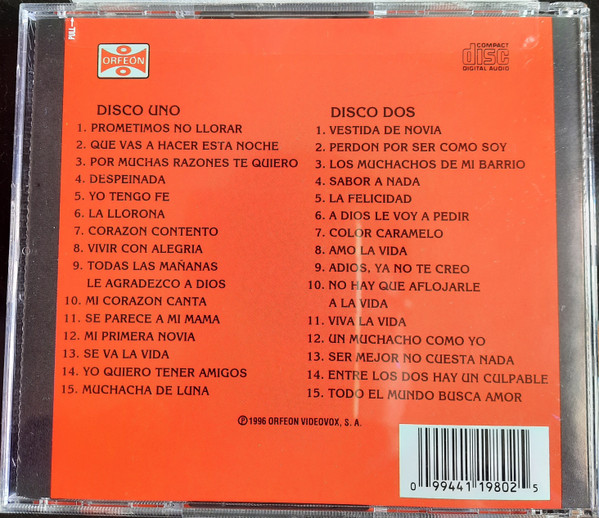 PULL
ORFEÓN
COMPACT
disc
DIGITAL AUDIO
DISCO UNO
1. PROMETIMOS NO LLORAR
2. QUE VAS A HACER ESTA NOCHE
3. POR MUCHAS RAZONES TE QUIERO
4. DESPEINADA
5. YO TENGO FE
6. LA LLORONA
7. CORAZON CONTENTO
8. VIVIR CON ALEGRIA
9. TODAS LAS MAÑANAS
LE AGRADEZCO A DIOS
10. MI CORAZON CANTA
11. SE PARECE A MI MAMA
12. MI PRIMERA NOVIA
13. SE VA LA VIDA
14. YO QUIERO TENER AMIGOS
15. MUCHACHA DE LUNA
DISCO DOS
1. VESTIDA DE NOVIA
2. PERDON POR SER COMO SOY
3. LOS MUCHACHOS DE MI BARRIO
4. SABOR A NADA
5. LA FELICIDAD
6. A DIOS LE VOY A PEDIR
7. COLOR CARAMELO
8. AMO LA VIDA
9. ADIOS, YA NO TE CREO
10. NO HAY QUE AFLOJARLE
A LA VIDA
11. VIVA LA VIDA
12. UN MUCHACHO COMO YO
13. SER MEJOR NO CUESTA NADA
14. ENTRE LOS DOS HAY UN CULPABLE
15. TODO EL MUNDO BUSCA AMOR
℗ 1996 ORFEON VIDEOVOX, S. A.
0 99441 19802 5